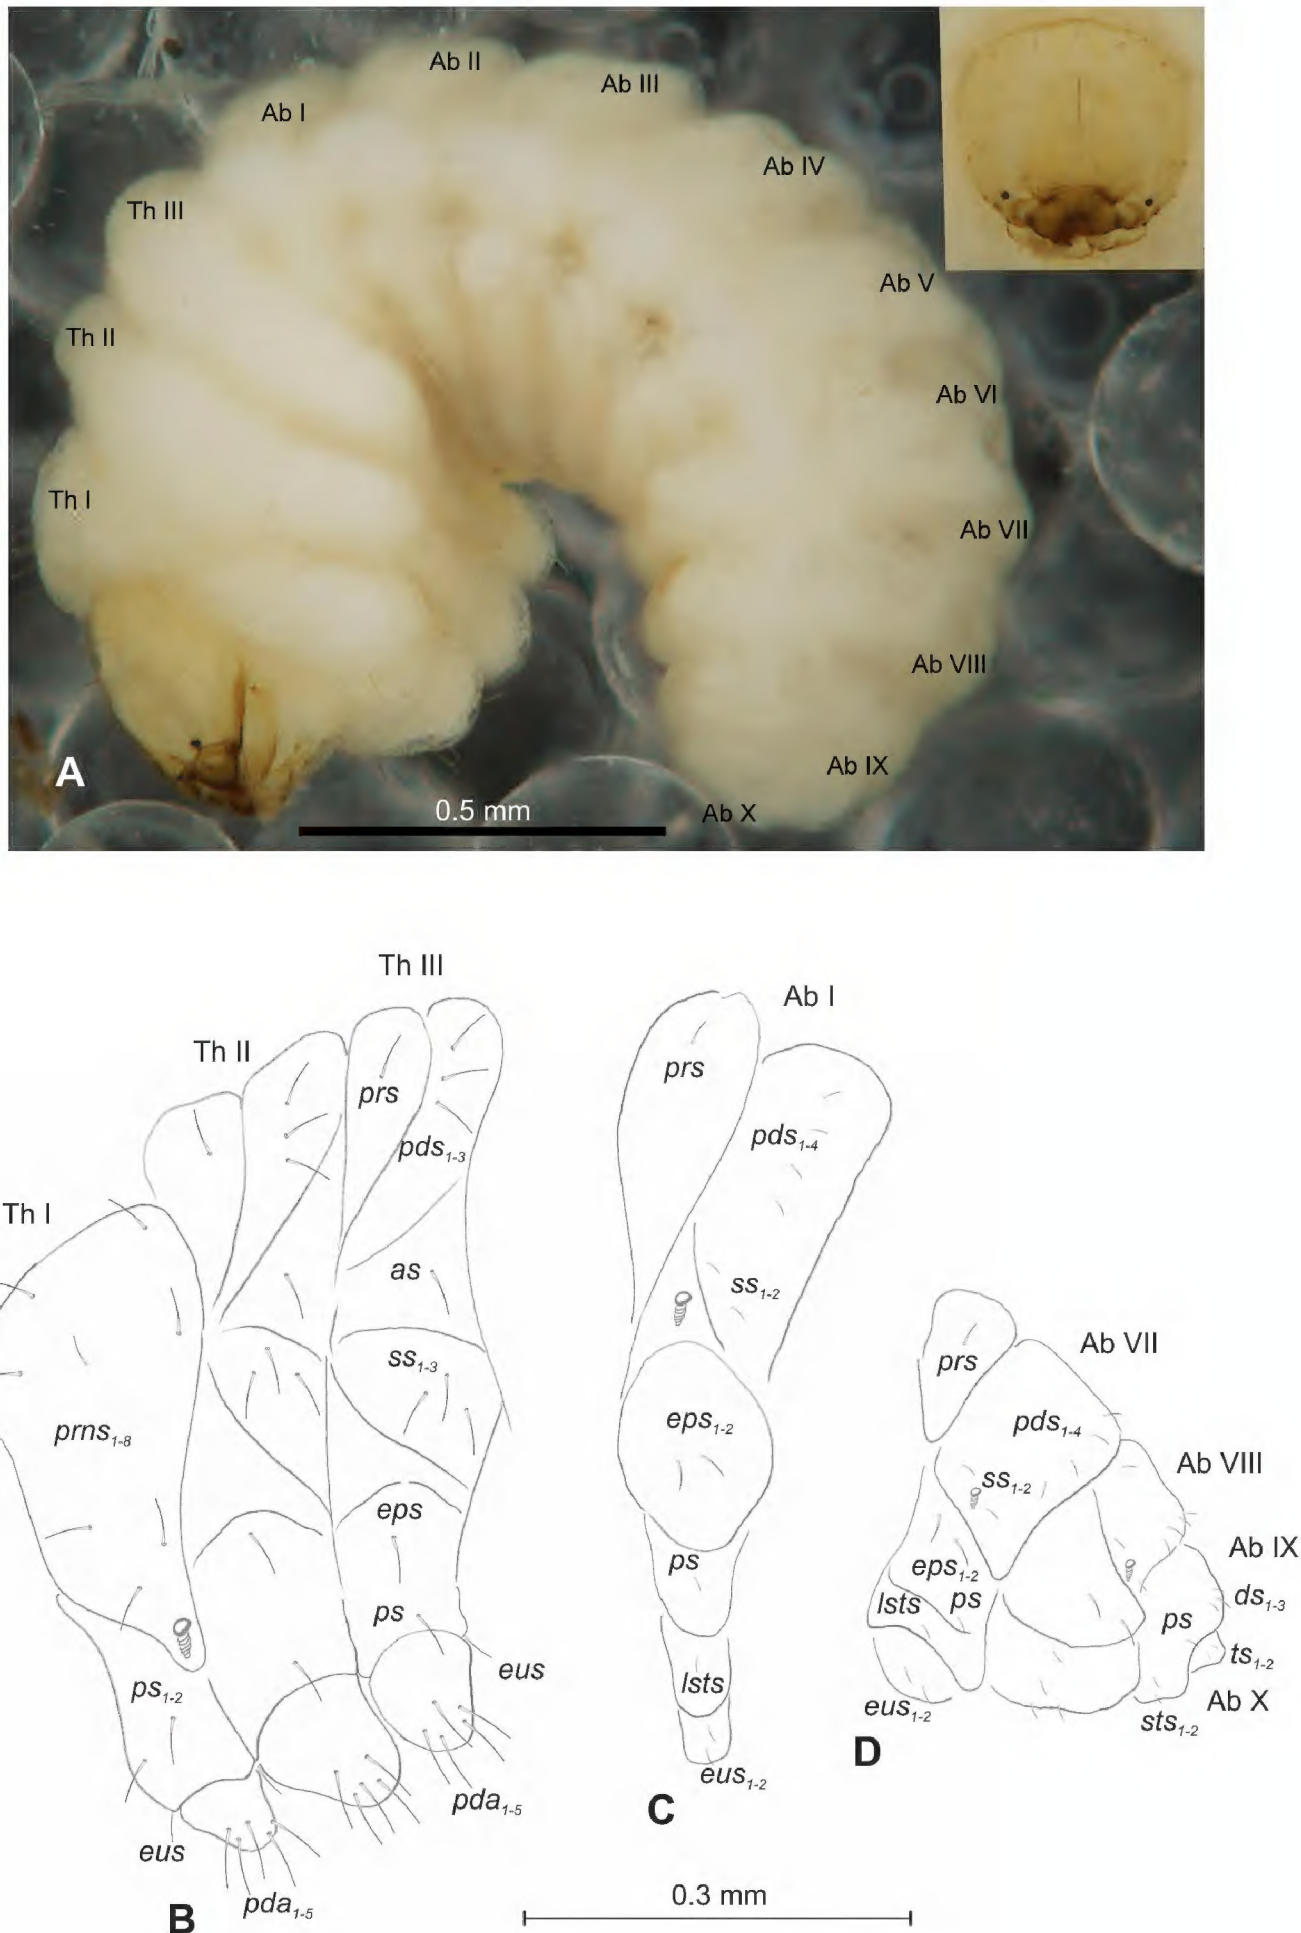 Ab II
Ab III
Ab I
Ab IV
Th III
Ab V
Th II
Ab VI
Th I
Ab VII
Ab VIII
Ab IX
A
0.5 mm
Ab X
Th III
Ab I
Th II
prs
prs
pds1-3
pds1-4
Th I
as
ss1-2
ss1-3
Ab VII
prs
prns1-8
eps1-2
pds1-4
Ab VIII
ss1-2
eps
Ab IX
ps
eps1-2
ds1-3
lsts
ps
ps
ps
ts1-2
eus
ps1-2
lsts
eus1-2
Ab X
sts1-2
D
eus1-2
pda1-5
C
eus
0.3 mm
pda1-5
B